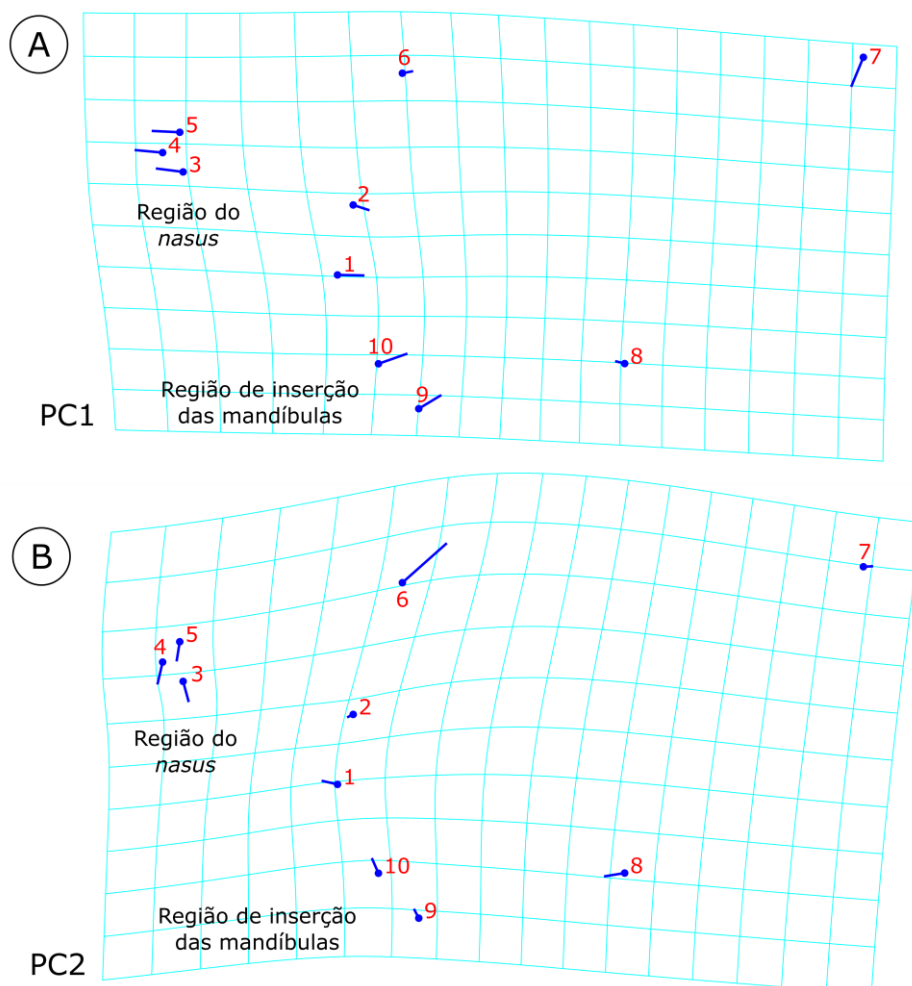 A
6
7
5
4
3
2
Região do
nasus
1
10
8
Região de inserção
das mandíbulas
9
PC1
B
7
6
5
4
3
2
Região do
nasus
1
10
8
9
Região de inserção
das mandíbulas
PC2